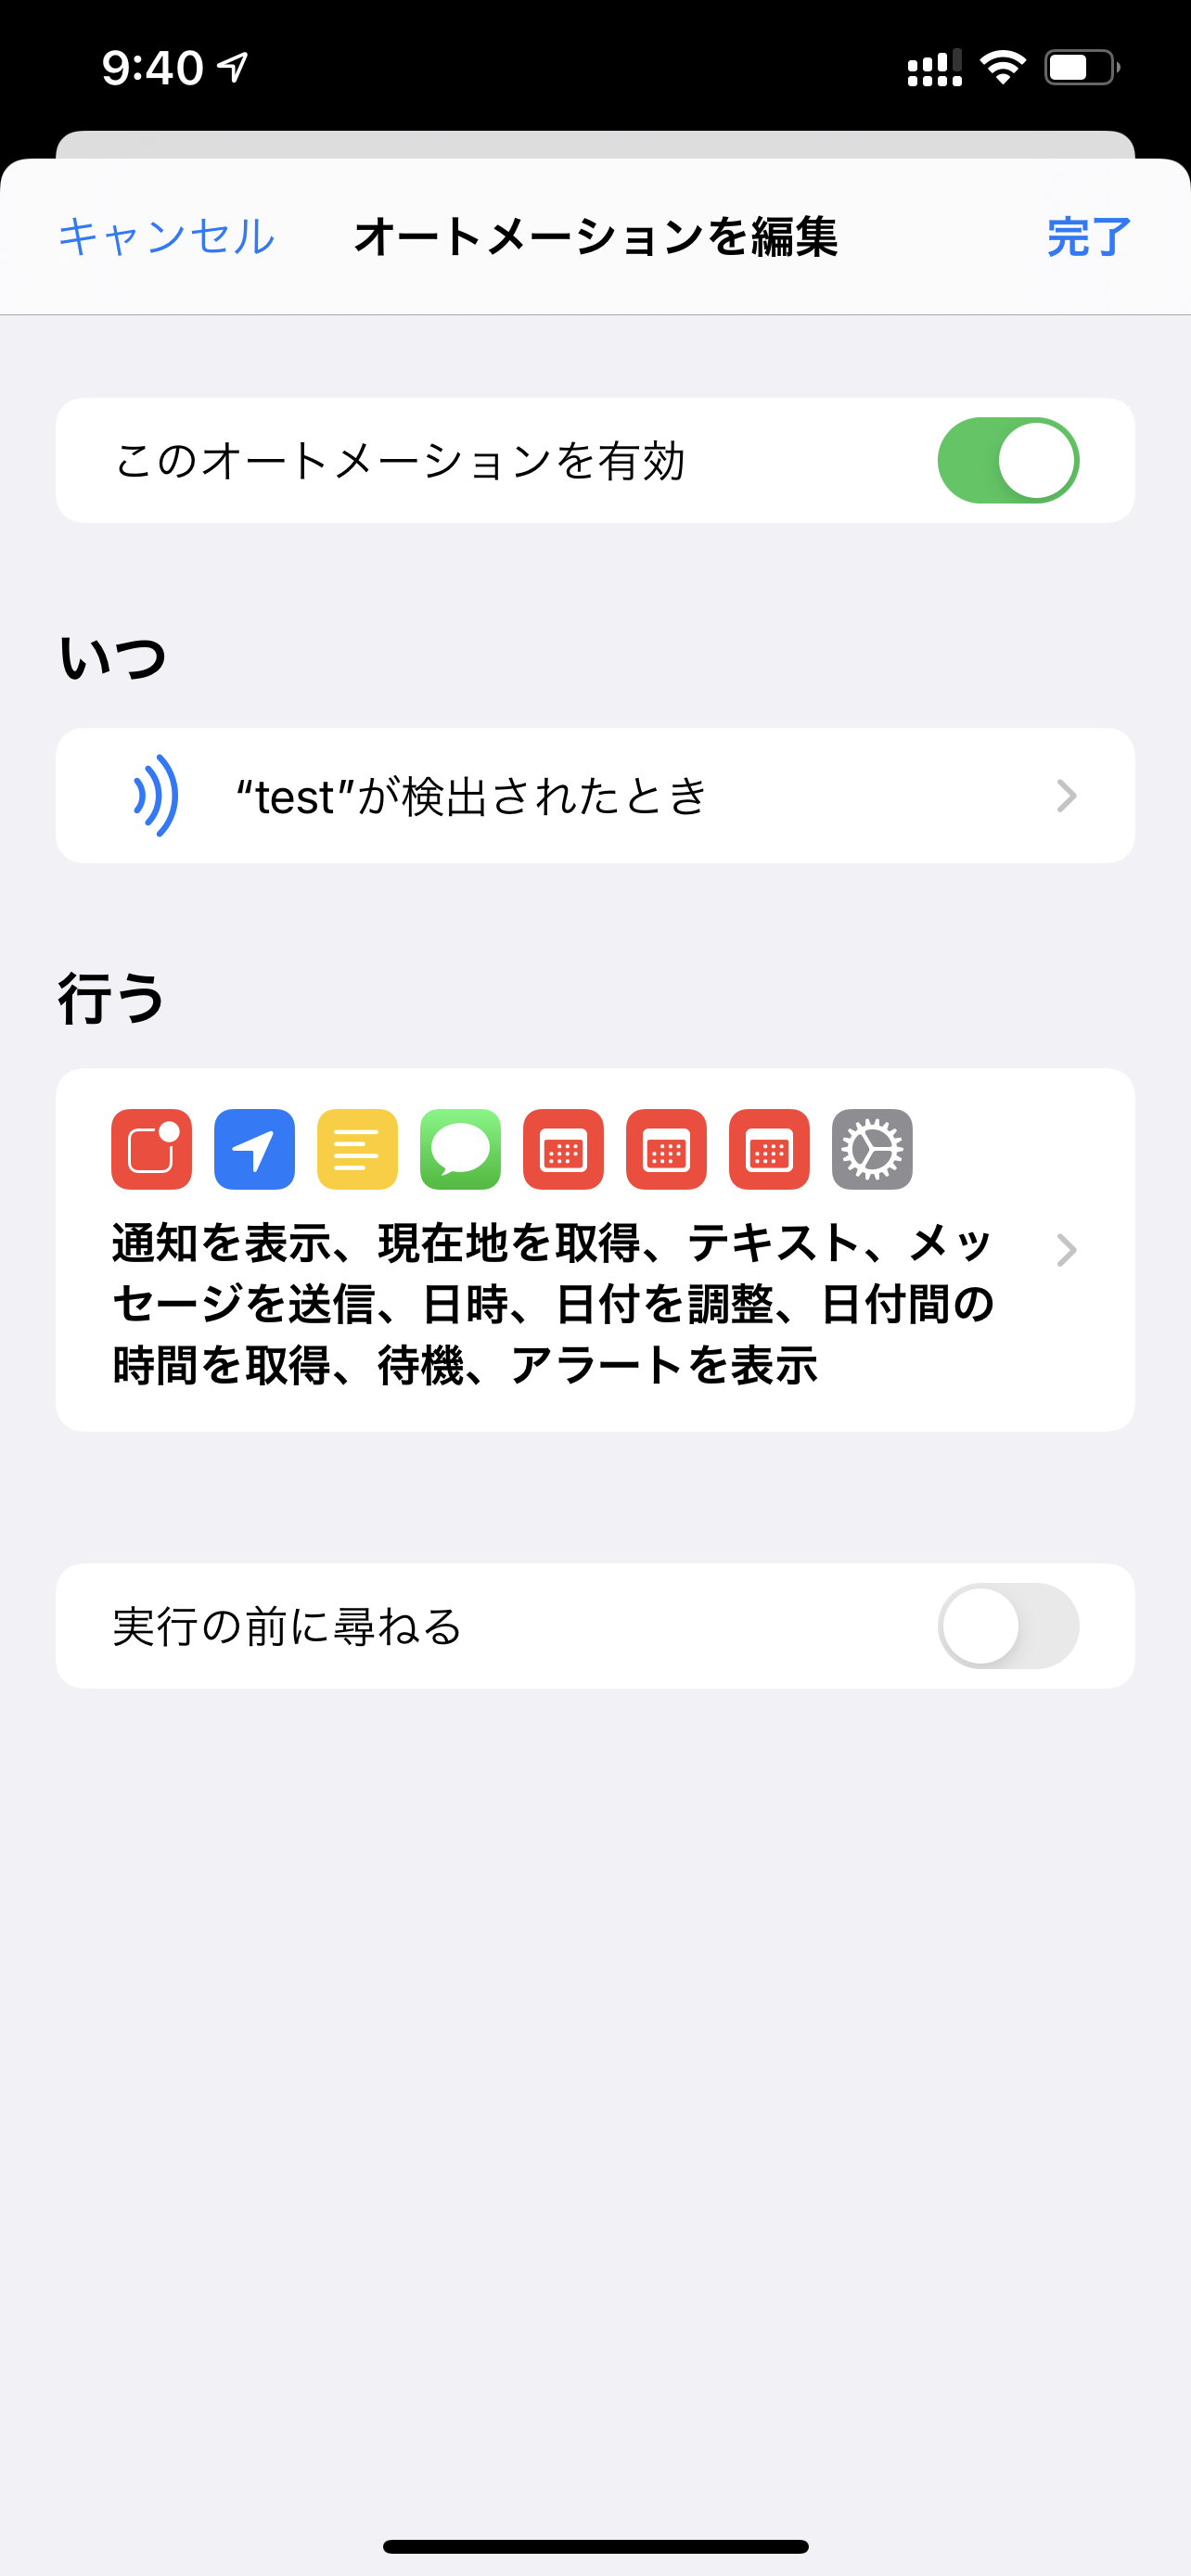 9:40
キャンセル オートメーションを編集 完了
このオートメーションを有効
いつ
“test”が検出されたとき
行う
通知を表示、現在地を取得、テキスト、メッ
セージを送信、日時、日付を調整、日付間の
時間を取得、待機、アラートを表示
実行の前に尋ねる